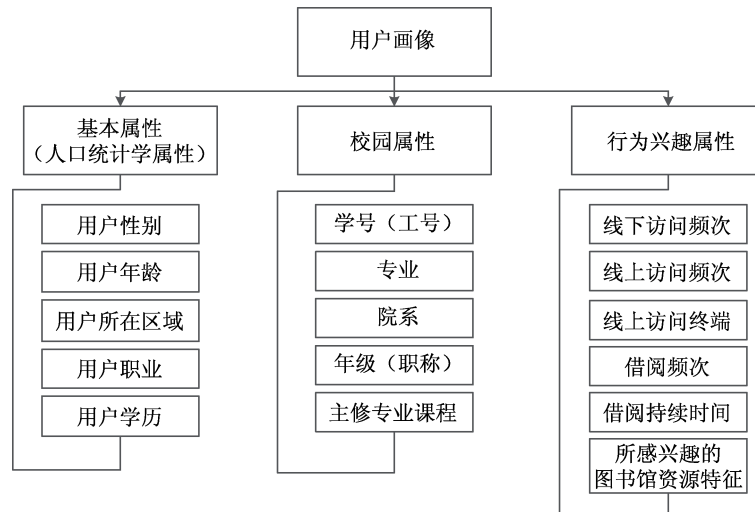 用户画像
基本属性
（人口统计学属性）
用户性别
用户年龄
用户所在区域
用户职业
用户学历
校园属性
学号（工号）
专业
院系
年级（职称）
主修专业课程
行为兴趣属性
线下访问频次
线上访问频次
线上访问终端
借阅频次
借阅持续时间
所感兴趣的
图书馆资源特征